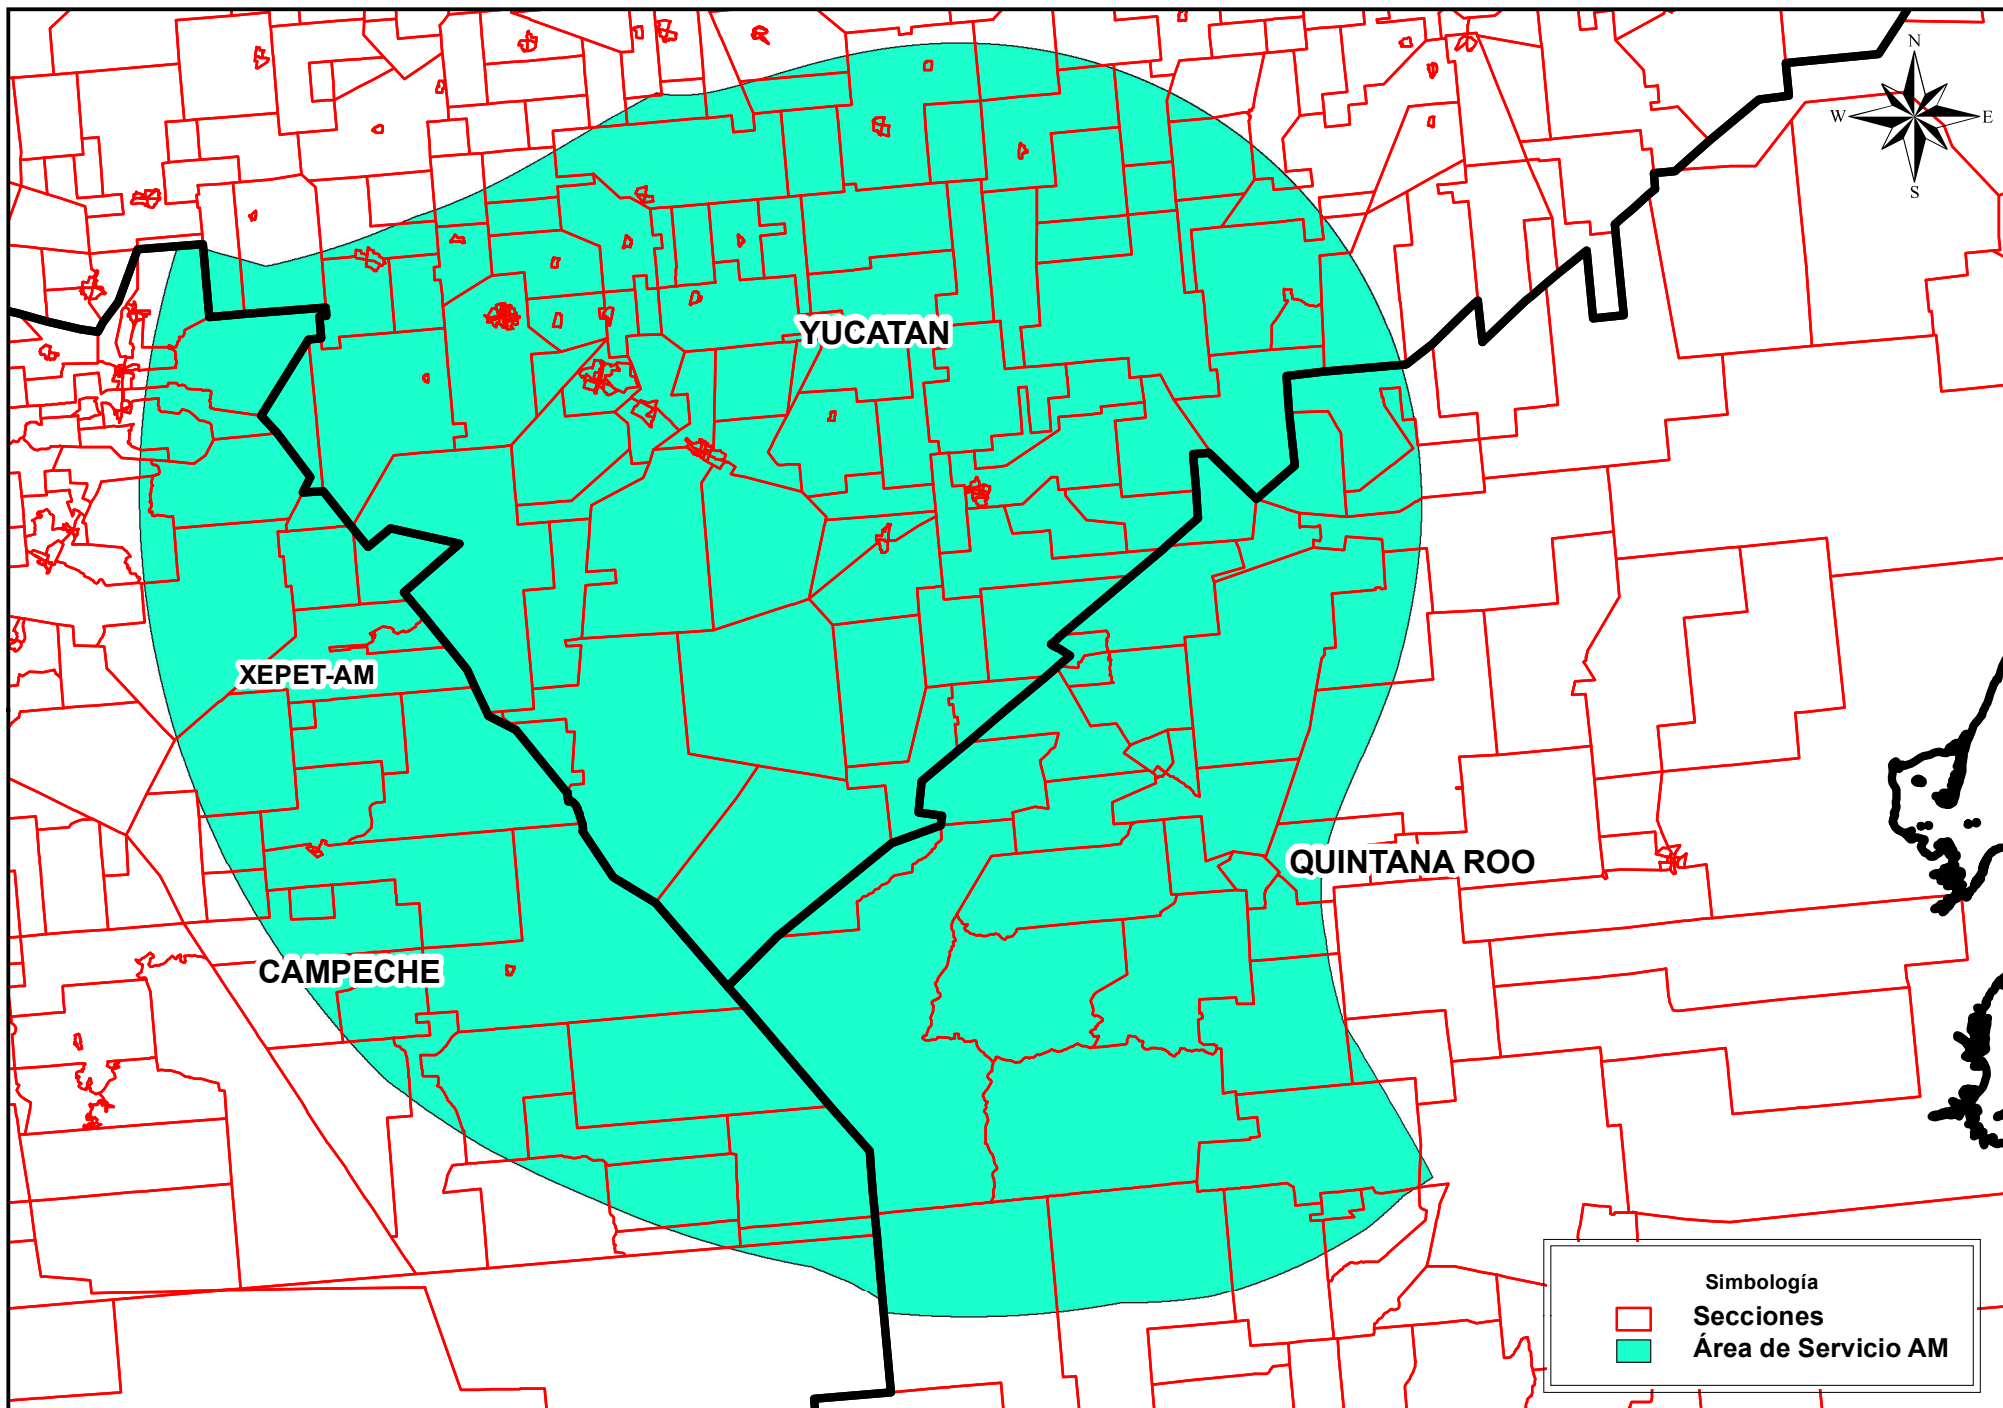 N
W
E
S
YUCATAN
XEPET-AM
QUINTANA ROO
CAMPECHE
Simbología
Secciones
Área de Servicio AM